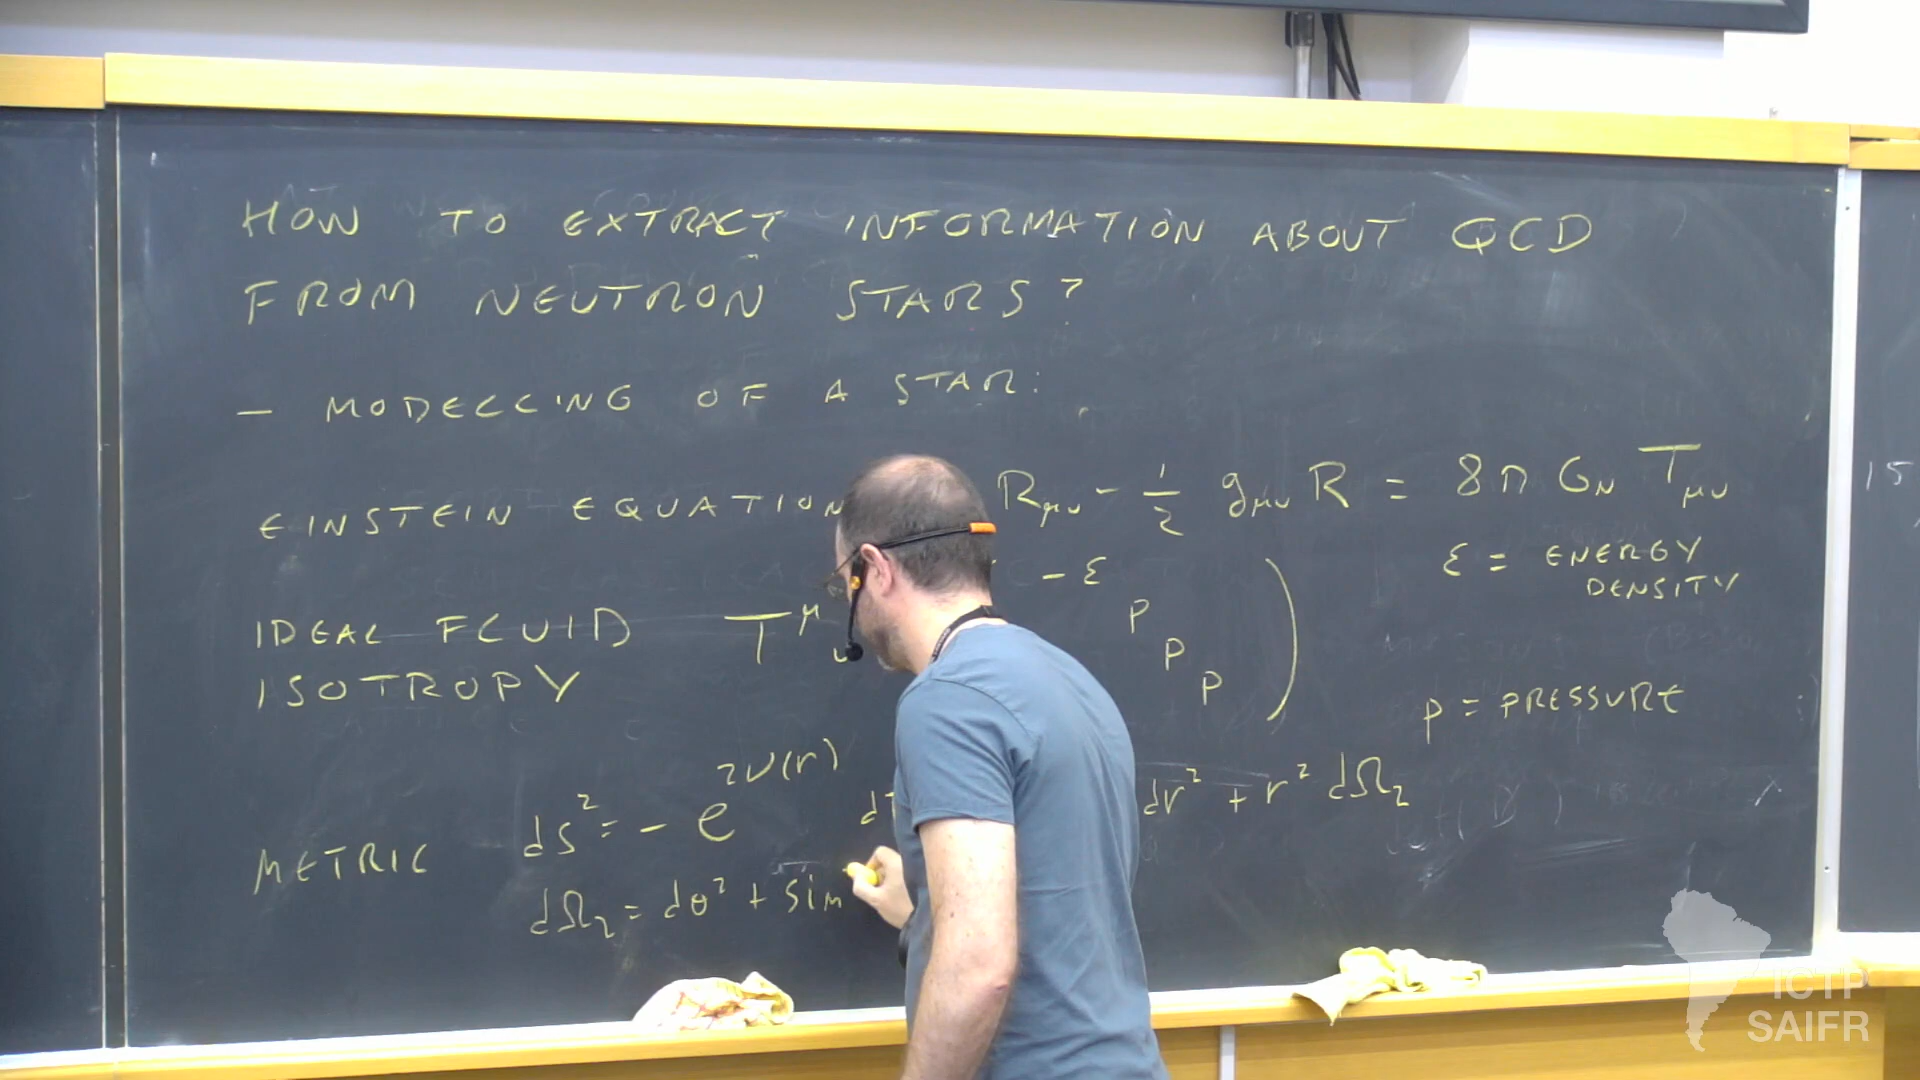 HOW TO EXTRACT INFORMATION ABOUT QCD
FROM NEUTRON STARS?
- MODELLING OF A STAR:
EINSTEIN EQUATION Rμν - 1/2 gμν R = 8π G_N Tμν
ε = ENERGY
DENSITY
IDEAL FLUID T^μ_ν - ε p p p )
ISOTROPY
p = PRESSURE
METRIC ds² = - e^{2ν(r)} d dr² + r² dΩ₂
dΩ₂ = dθ² + sin
15
ICTP
SAIFR